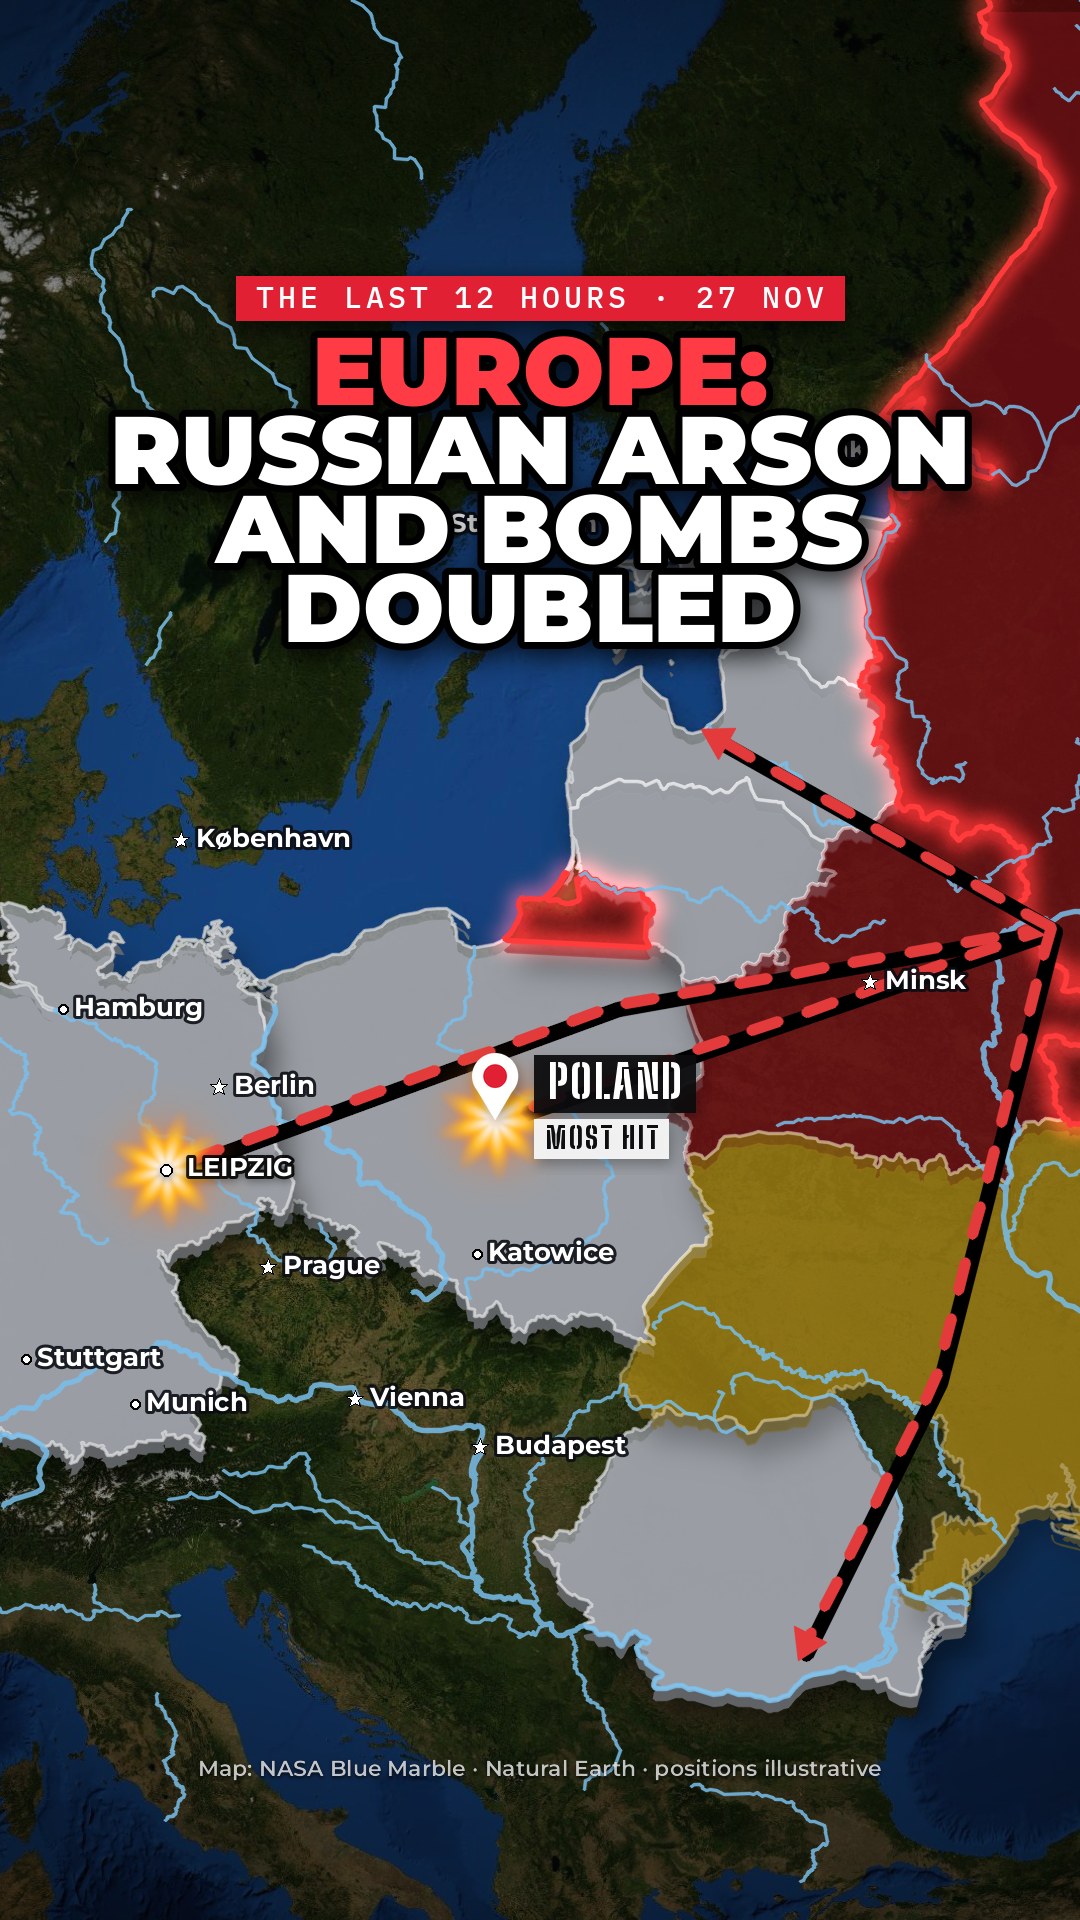 THE LAST 12 HOURS · 27 NOV
EUROPE:
RUSSIAN ARSON
AND BOMBS
DOUBLED
København
Minsk
Hamburg
Berlin
POLAND
MOST HIT
LEIPZIG
Katowice
Prague
Stuttgart
Munich
Vienna
Budapest
Map: NASA Blue Marble · Natural Earth · positions illustrative